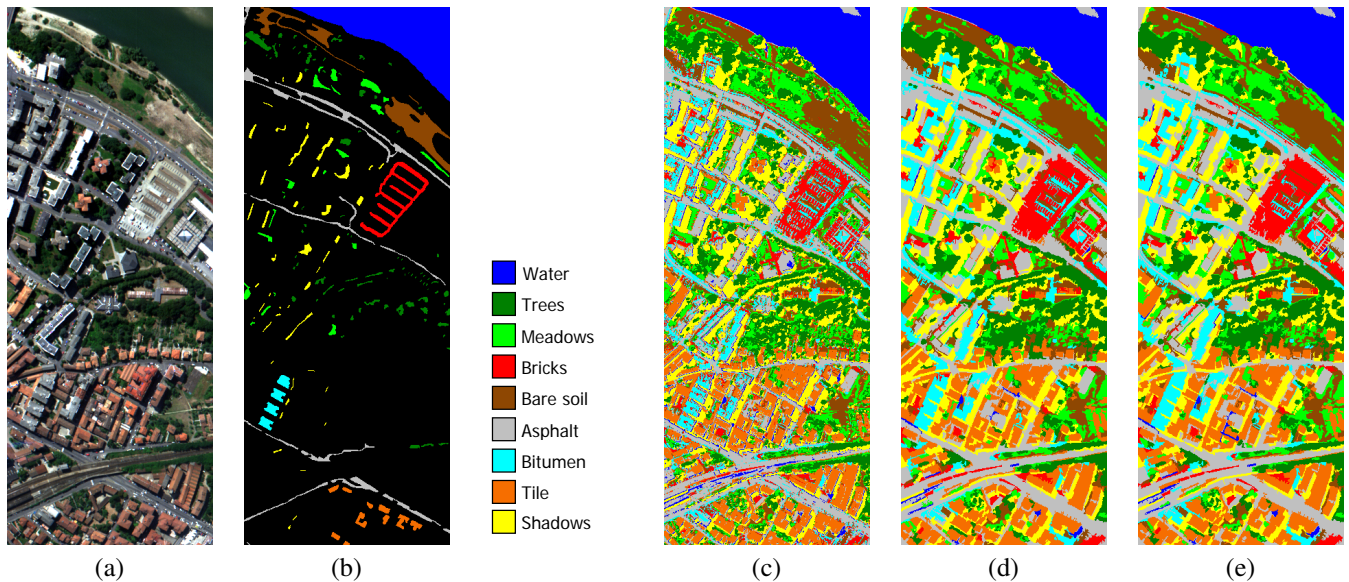 Water
Trees
Meadows
Bricks
Bare soil
Asphalt
Bitumen
Tile
Shadows
(a)
(b)
(c)
(d)
(e)